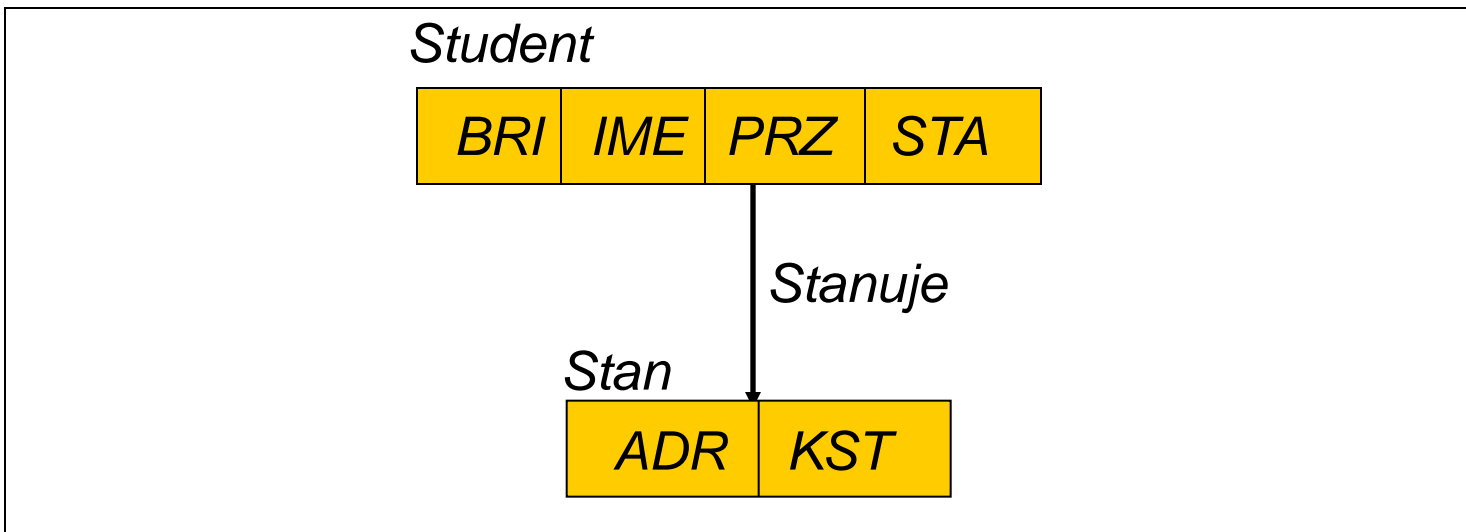 Student
BRI IME PRZ STA
Stanuje
Stan
ADR KST